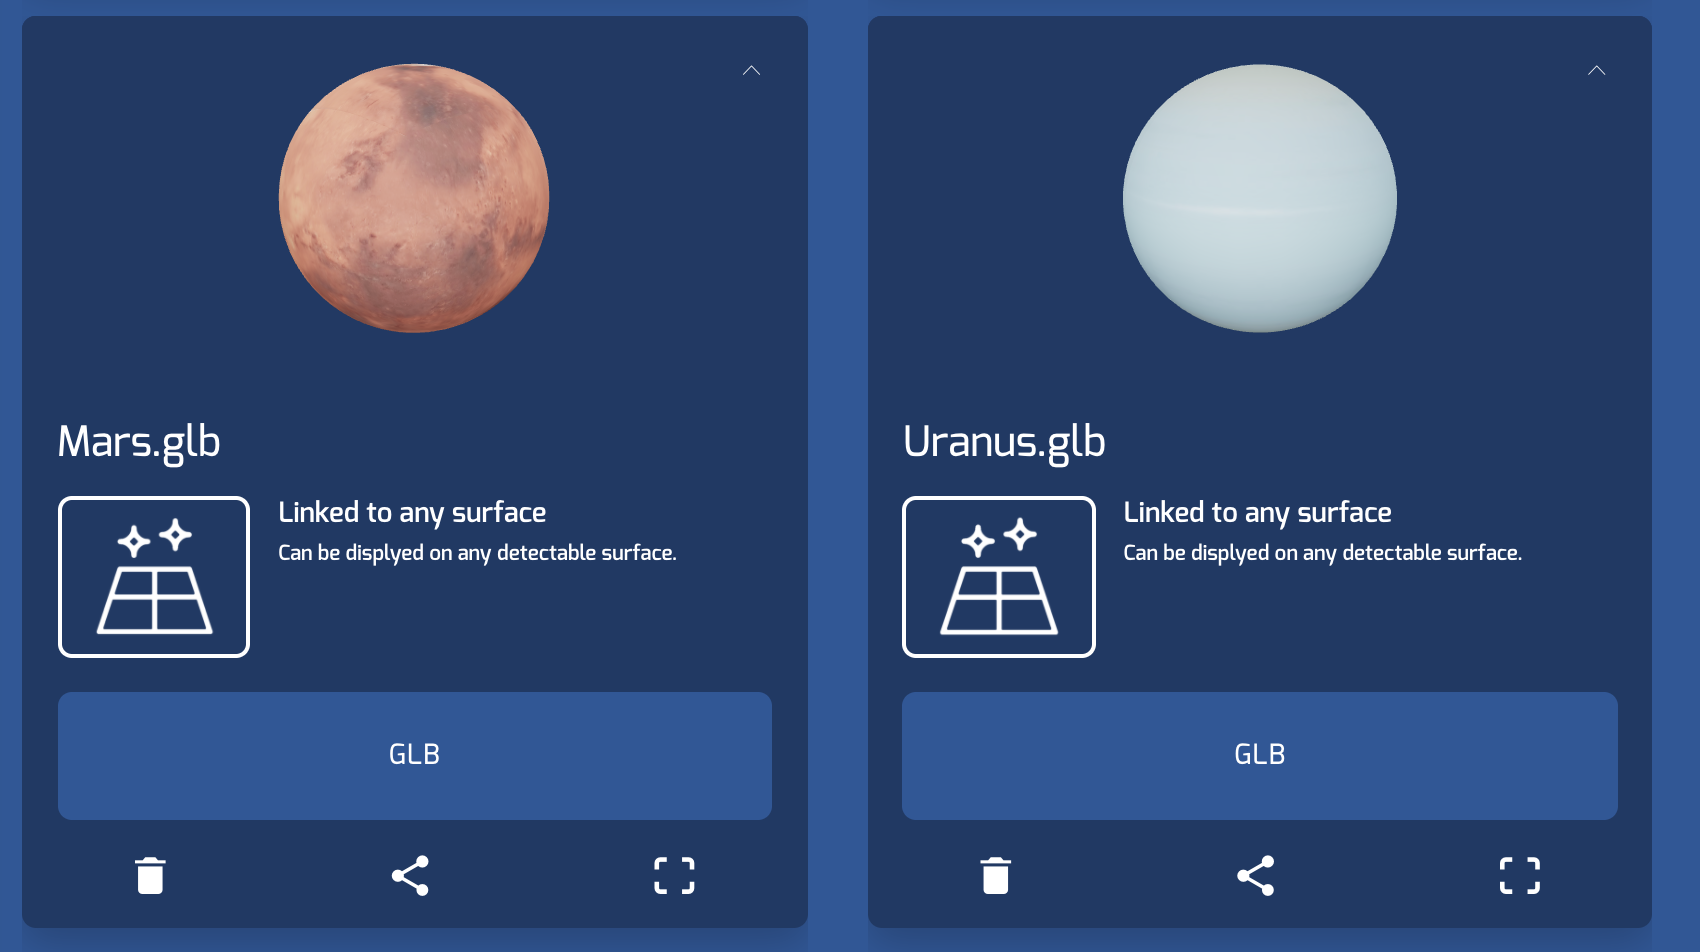 Mars.glb
Linked to any surface
Can be displyed on any detectable surface.
GLB
Uranus.glb
Linked to any surface
Can be displyed on any detectable surface.
GLB